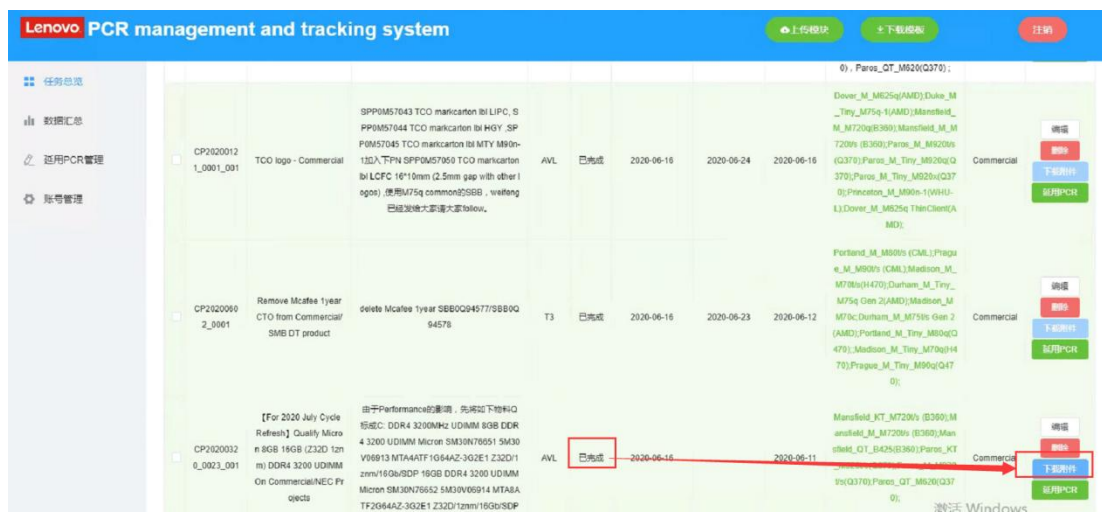 Lenovo PCR management and tracking system
上传模块
下载模板
注销
任务总览
数据汇总
延用PCR管理
账号管理
0) , Paros_QT_M620(Q370) ;
CP2020012
1_0001_001
TCO logo - Commercial
SPP0M57043 TCO markcarton lbl LIPC, S
PP0M57044 TCO markcarton lbl HGY ,SP
P0M57045 TCO markcarton lbl MTY M90n-
1加入下PN SPP0M57050 TCO markcarton
lbl LCFC 16*10mm (2.5mm gap with other l
ogos) ,使用M75q common的SBB , weifeng
已经发给大家请大家follow。
AVL
已完成
2020-06-16
2020-06-24
2020-06-16
Dover_M_M625q(AMD);Duke_M
_Tiny_M75q-1(AMD);Mansfield_
M_M720q(B360);Mansfield_M_M
720t/s (B360);Paros_M_M920t/s
(Q370);Paros_M_Tiny_M920q(Q
370);Paros_M_Tiny_M920x(Q37
0);Princeton_M_M90n-1(WHU-
L);Dover_M_M625q ThinClient(A
MD);
Commercial
编辑
删除
下载附件
延用PCR
CP2020060
2_0001
Remove Mcafee 1year
CTO from Commercial/
SMB DT product
delete Mcafee 1year SBB0Q94577/SBB0Q
94578
T3
已完成
2020-06-16
2020-06-23
2020-06-12
Portland_M_M80t/s (CML);Pragu
e_M_M90t/s (CML);Madison_M_
M70t/s(H470);Durham_M_Tiny_
M75q Gen 2(AMD);Madison_M
M70c;Durham_M_M75t/s Gen 2
(AMD);Portland_M_Tiny_M80q(Q
470);Madison_M_Tiny_M70q(H4
70);Prague_M_Tiny_M90q(Q47
0);
Commercial
编辑
删除
下载附件
延用PCR
CP2020032
0_0023_001
【For 2020 July Cycle
Refresh】Qualify Micro
n 8GB 16GB (Z32D 1zn
m) DDR4 3200 UDIMM
On Commercial/NEC Pr
ojects
由于Performance的影响 , 先将如下物料Q
标成C: DDR4 3200MHz UDIMM 8GB DDR
4 3200 UDIMM Micron SM30N76651 5M30
V06913 MTA4ATF1G64AZ-3G2E1 Z32D/1
znm/16Gb/SDP 16GB DDR4 3200 UDIMM
Micron SM30N76652 5M30V06914 MTA8A
TF2G64AZ-3G2E1 Z32D/1znm/16Gb/SDP
AVL
已完成
2020-06-16
2020-06-11
Mansfield_KT_M720t/s (B360);M
ansfield_M_M720t/s (B360);Man
sfield_QT_B425(B360);Paros_KT
t/s(Q370);Paros_QT_M620(Q37
0);
Commercial
编辑
删除
下载附件
延用PCR
激活 Windows